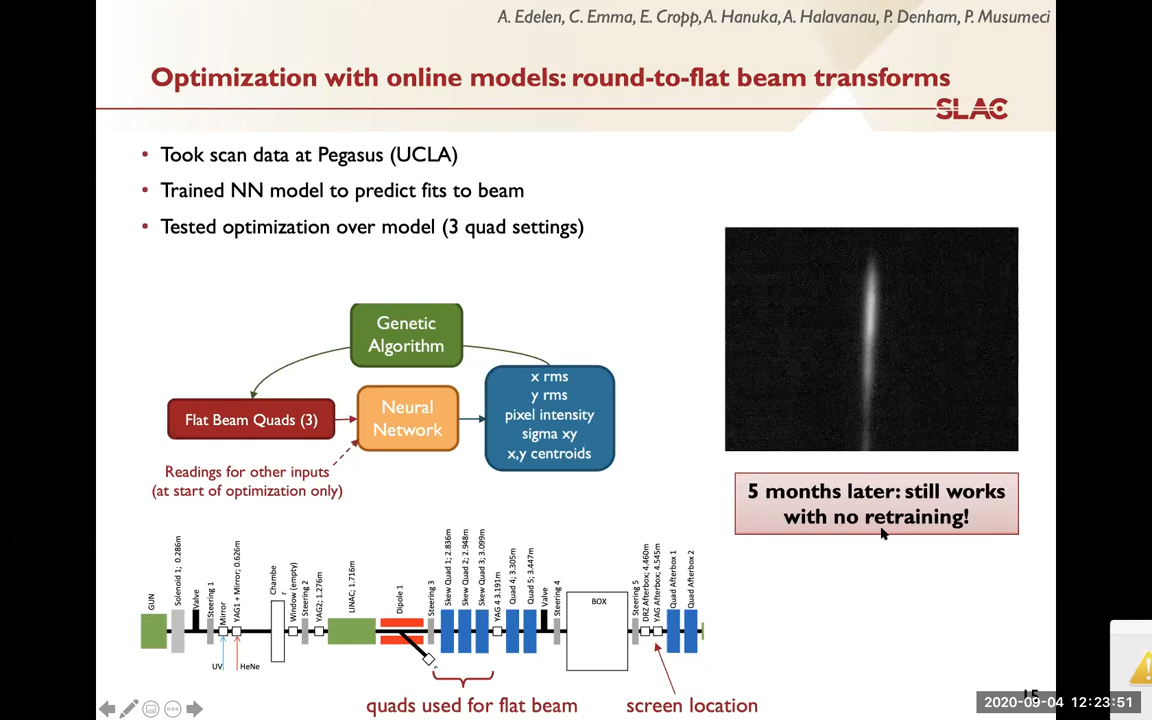 A. Edelen, C. Emma, E. Cropp, A. Hanuka, A. Halavanau, P. Denham, P. Musumeci
Optimization with online models: round-to-flat beam transforms
SLAC
• Took scan data at Pegasus (UCLA)
• Trained NN model to predict fits to beam
• Tested optimization over model (3 quad settings)
Genetic
Algorithm
Flat Beam Quads (3)
Neural
Network
x rms
y rms
pixel intensity
sigma xy
x,y centroids
Readings for other inputs
(at start of optimization only)
5 months later: still works
with no retraining!
GUN
Solenoid 1; 0.286m
Valve
Steering 1
Mirror
YAG1 + Mirror; 0.626m
Chambe
r
Window (empty)
Steering 2
YAG2; 1.276m
LINAC; 1.716m
Dipole 1
Steering 3
Skew Quad 1; 2.836m
Skew Quad 2; 2.948m
Skew Quad 3; 3.099m
YAG 4 3.191m
Quad 4; 3.305m
Quad 5; 3.447m
Valve
Steering 4
BOX
Steering 5
DRZ Afterbox; 4.460m
YAG Afterbox; 4.545m
Quad Afterbox 1
Quad Afterbox 2
UV
HeNe
quads used for flat beam
screen location
15
2020-09-04 12:23:51